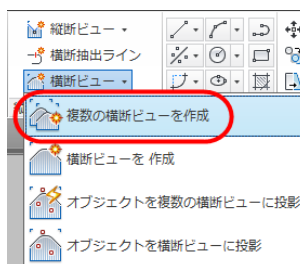 縦断ビュー
横断抽出ライン
横断ビュー
複数の横断ビューを作成
横断ビューを 作成
オブジェクトを複数の横断ビューに投影
オブジェクトを横断ビューに投影